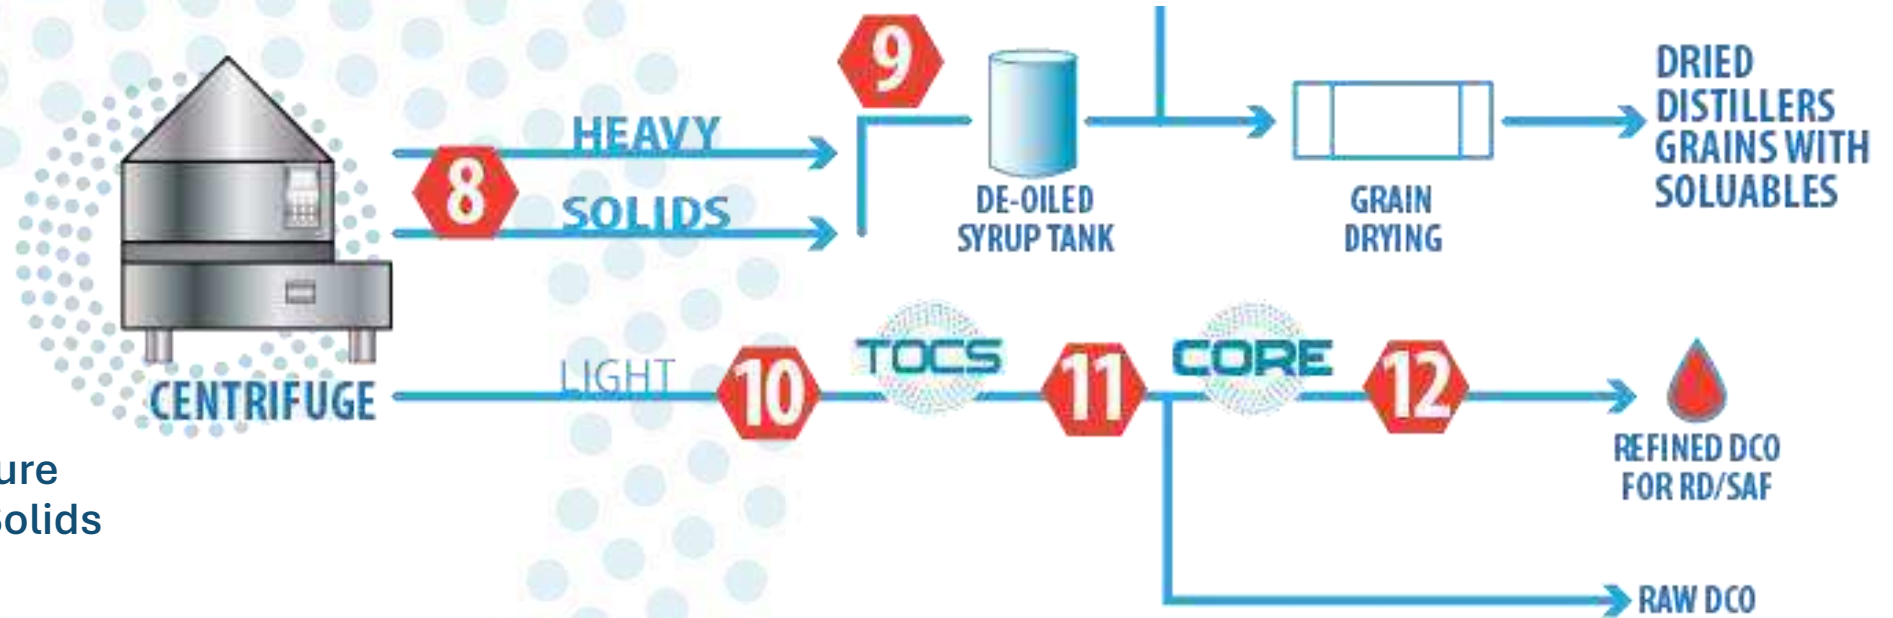 9
DRIED
DISTILLERS
GRAINS WITH
SOLUABLES
HEAVY
8
SOLIDS
DE-OILED
SYRUP TANK
GRAIN
DRYING
CENTRIFUGE
LIGHT
10
TOCS
11
CORE
12
REFINED DCO
FOR RD/SAF
ure
Solids
RAW DCO